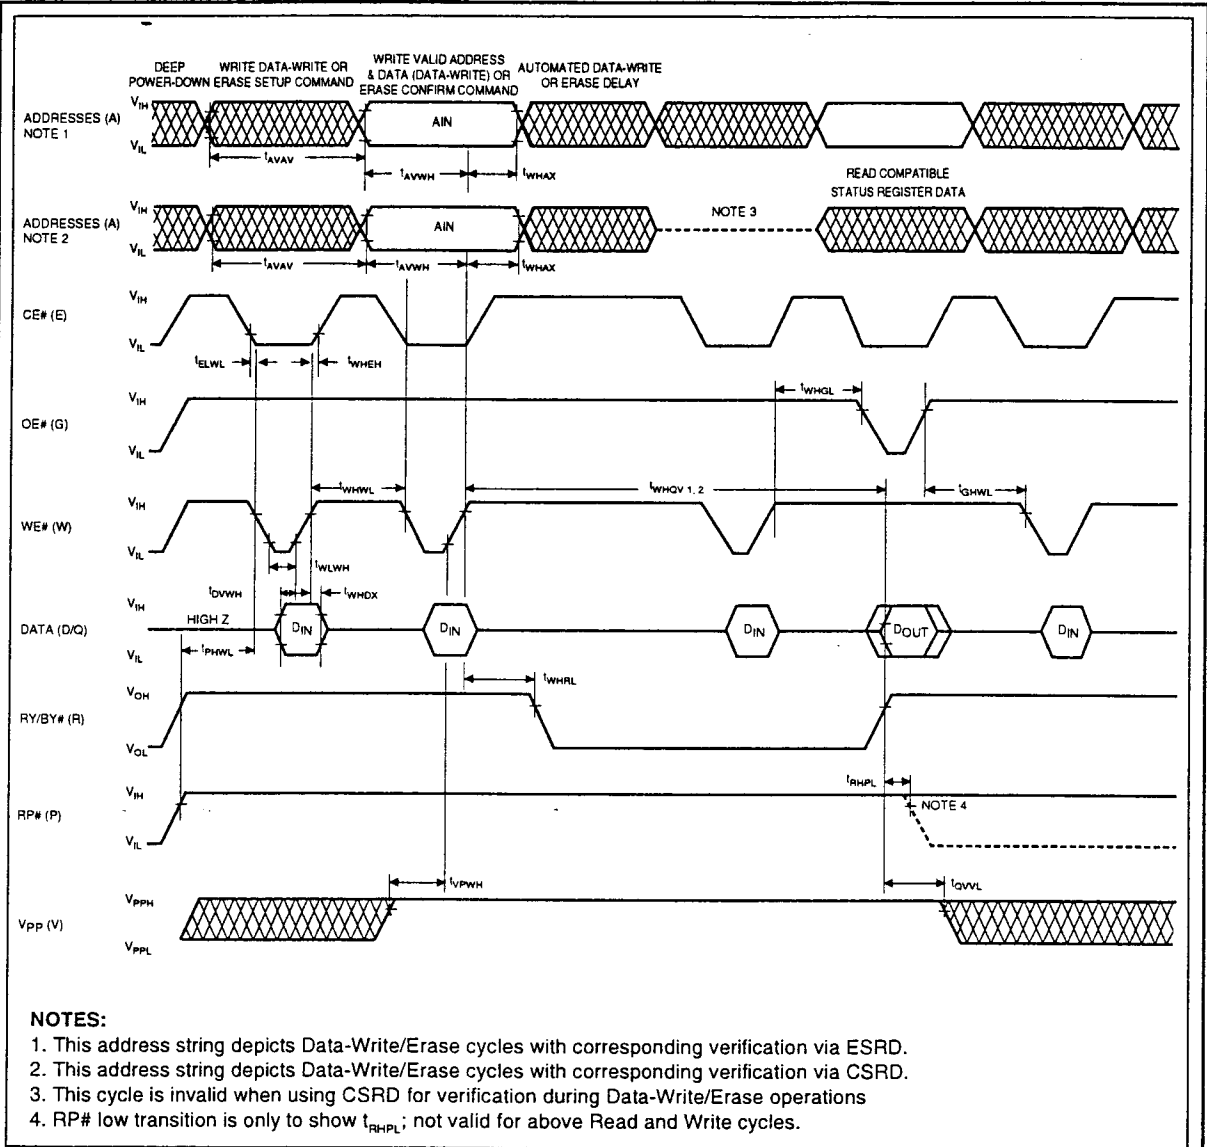 DEEP
POWER-DOWN
WRITE DATA-WRITE OR
ERASE SETUP COMMAND
WRITE VALID ADDRESS
& DATA (DATA-WRITE) OR
ERASE CONFIRM COMMAND
AUTOMATED DATA-WRITE
OR ERASE DELAY
ADDRESSES (A)
NOTE 1
VIH
VIL
AIN
tAVAV
tAVWH
tWHAX
READ COMPATIBLE
STATUS REGISTER DATA
ADDRESSES (A)
NOTE 2
VIH
VIL
AIN
NOTE 3
tAVAV
tAVWH
tWHAX
CE# (E)
VIH
VIL
tELWL
tWHEH
OE# (G)
VIH
VIL
tWHGL
WE# (W)
VIH
VIL
tWHWL
tWHQV 1, 2
tGHWL
tWLWH
tDVWH
tWHDX
DATA (D/Q)
VIH
VIL
HIGH Z
DIN
DIN
DIN
DOUT
DIN
tPHWL
tWHRL
RY/BY# (R)
VOH
VOL
tRHPL
RP# (P)
VIH
VIL
NOTE 4
tVPWH
tQVVL
VPP (V)
VPPH
VPPL
NOTES:
1. This address string depicts Data-Write/Erase cycles with corresponding verification via ESRD.
2. This address string depicts Data-Write/Erase cycles with corresponding verification via CSRD.
3. This cycle is invalid when using CSRD for verification during Data-Write/Erase operations
4. RP# low transition is only to show tRHPL; not valid for above Read and Write cycles.